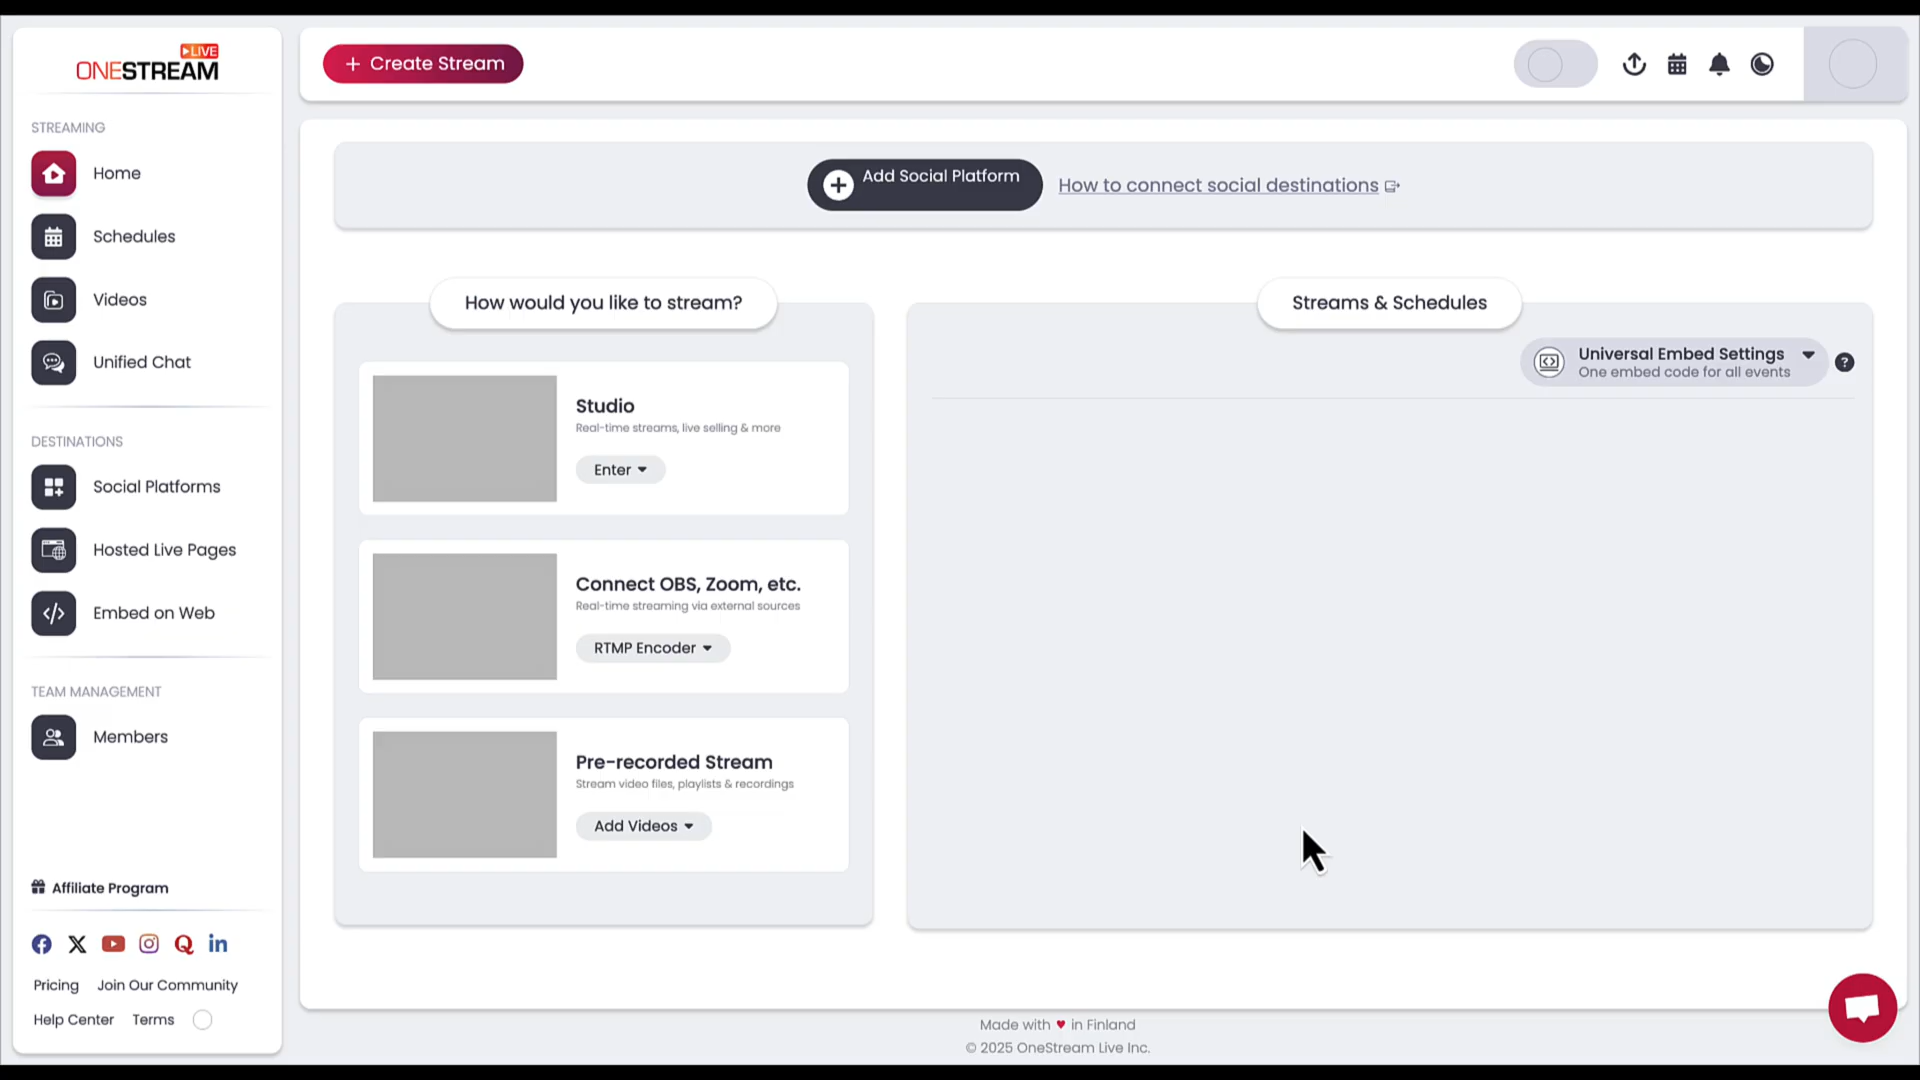 LIVE
ONESTREAM
STREAMING
Home
Schedules
Videos
Unified Chat
DESTINATIONS
Social Platforms
Hosted Live Pages
Embed on Web
TEAM MANAGEMENT
Members
Affiliate Program
Pricing Join Our Community
Help Center Terms
+ Create Stream
Add Social Platform
How to connect social destinations
How would you like to stream?
Studio
Real-time streams, live selling & more
Enter
Connect OBS, Zoom, etc.
Real-time streaming via external sources
RTMP Encoder
Pre-recorded Stream
Stream video files, playlists & recordings
Add Videos
Streams & Schedules
Universal Embed Settings
One embed code for all events
?
Made with ♥ in Finland
© 2025 OneStream Live Inc.